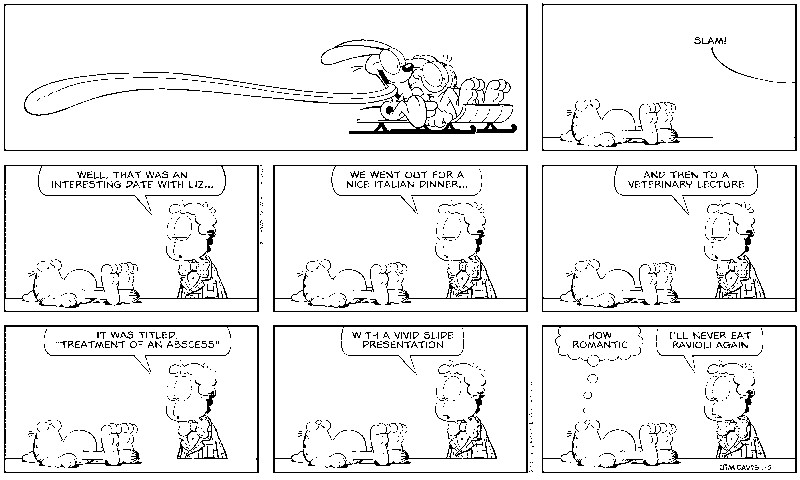 SLAM!
WELL, THAT WAS AN
INTERESTING DATE WITH LIZ...
WE WENT OUT FOR A
NICE ITALIAN DINNER...
AND THEN TO A
VETERINARY LECTURE
IT WAS TITLED,
"TREATMENT OF AN ABSCESS"
WITH A VIVID SLIDE
PRESENTATION
HOW
ROMANTIC
I'LL NEVER EAT
RAVIOLI AGAIN
JIM DAVIS